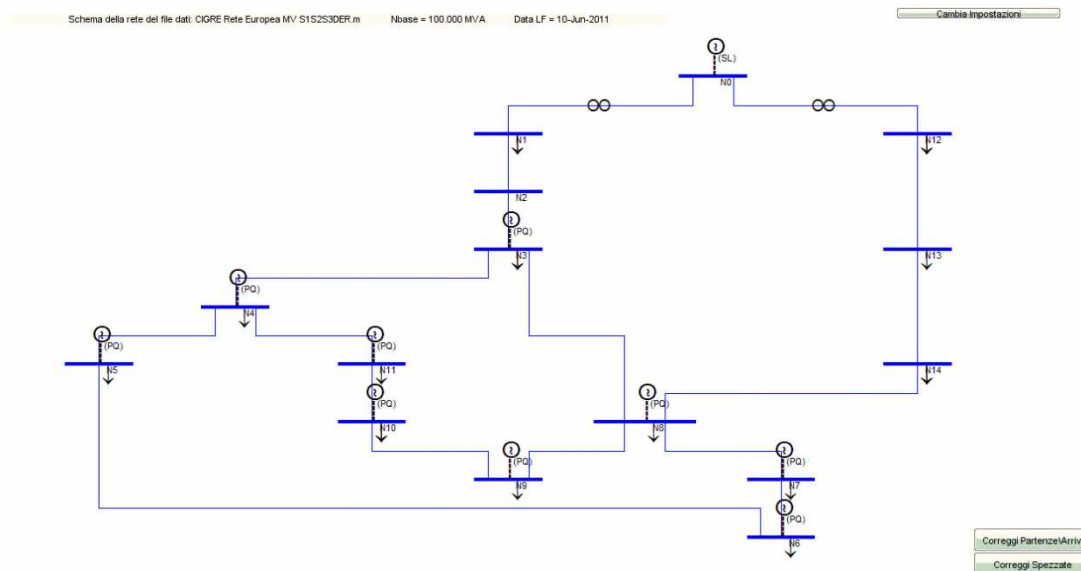 Schema della rete del file dati: CIGRE Rete Europea MV S1S2S3DER.m Nbase = 100.000 MVA Data LF = 10-Jun-2011
Cambia Impostazioni
(SL)
N0
N1
N12
N2
(PQ)
N3
N13
(PQ)
N4
(PQ)
N5
(PQ)
N11
N14
(PQ)
N10
(PQ)
N8
(PQ)
N9
(PQ)
N7
(PQ)
N6
Correggi Partenze\Arriv
Correggi Spezzate